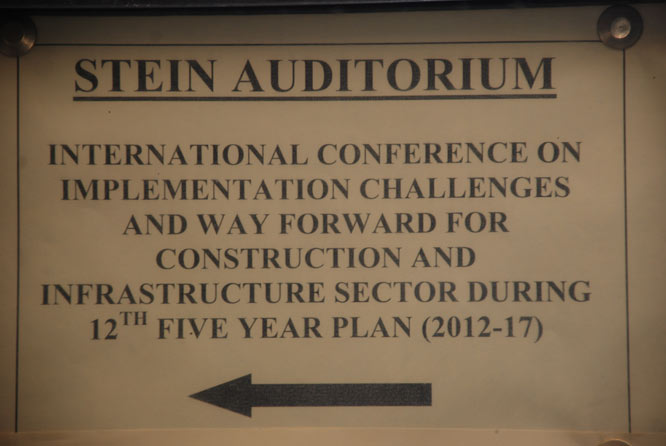 STEIN AUDITORIUM
INTERNATIONAL CONFERENCE ON
IMPLEMENTATION CHALLENGES
AND WAY FORWARD FOR
CONSTRUCTION AND
INFRASTRUCTURE SECTOR DURING
12TH FIVE YEAR PLAN (2012-17)